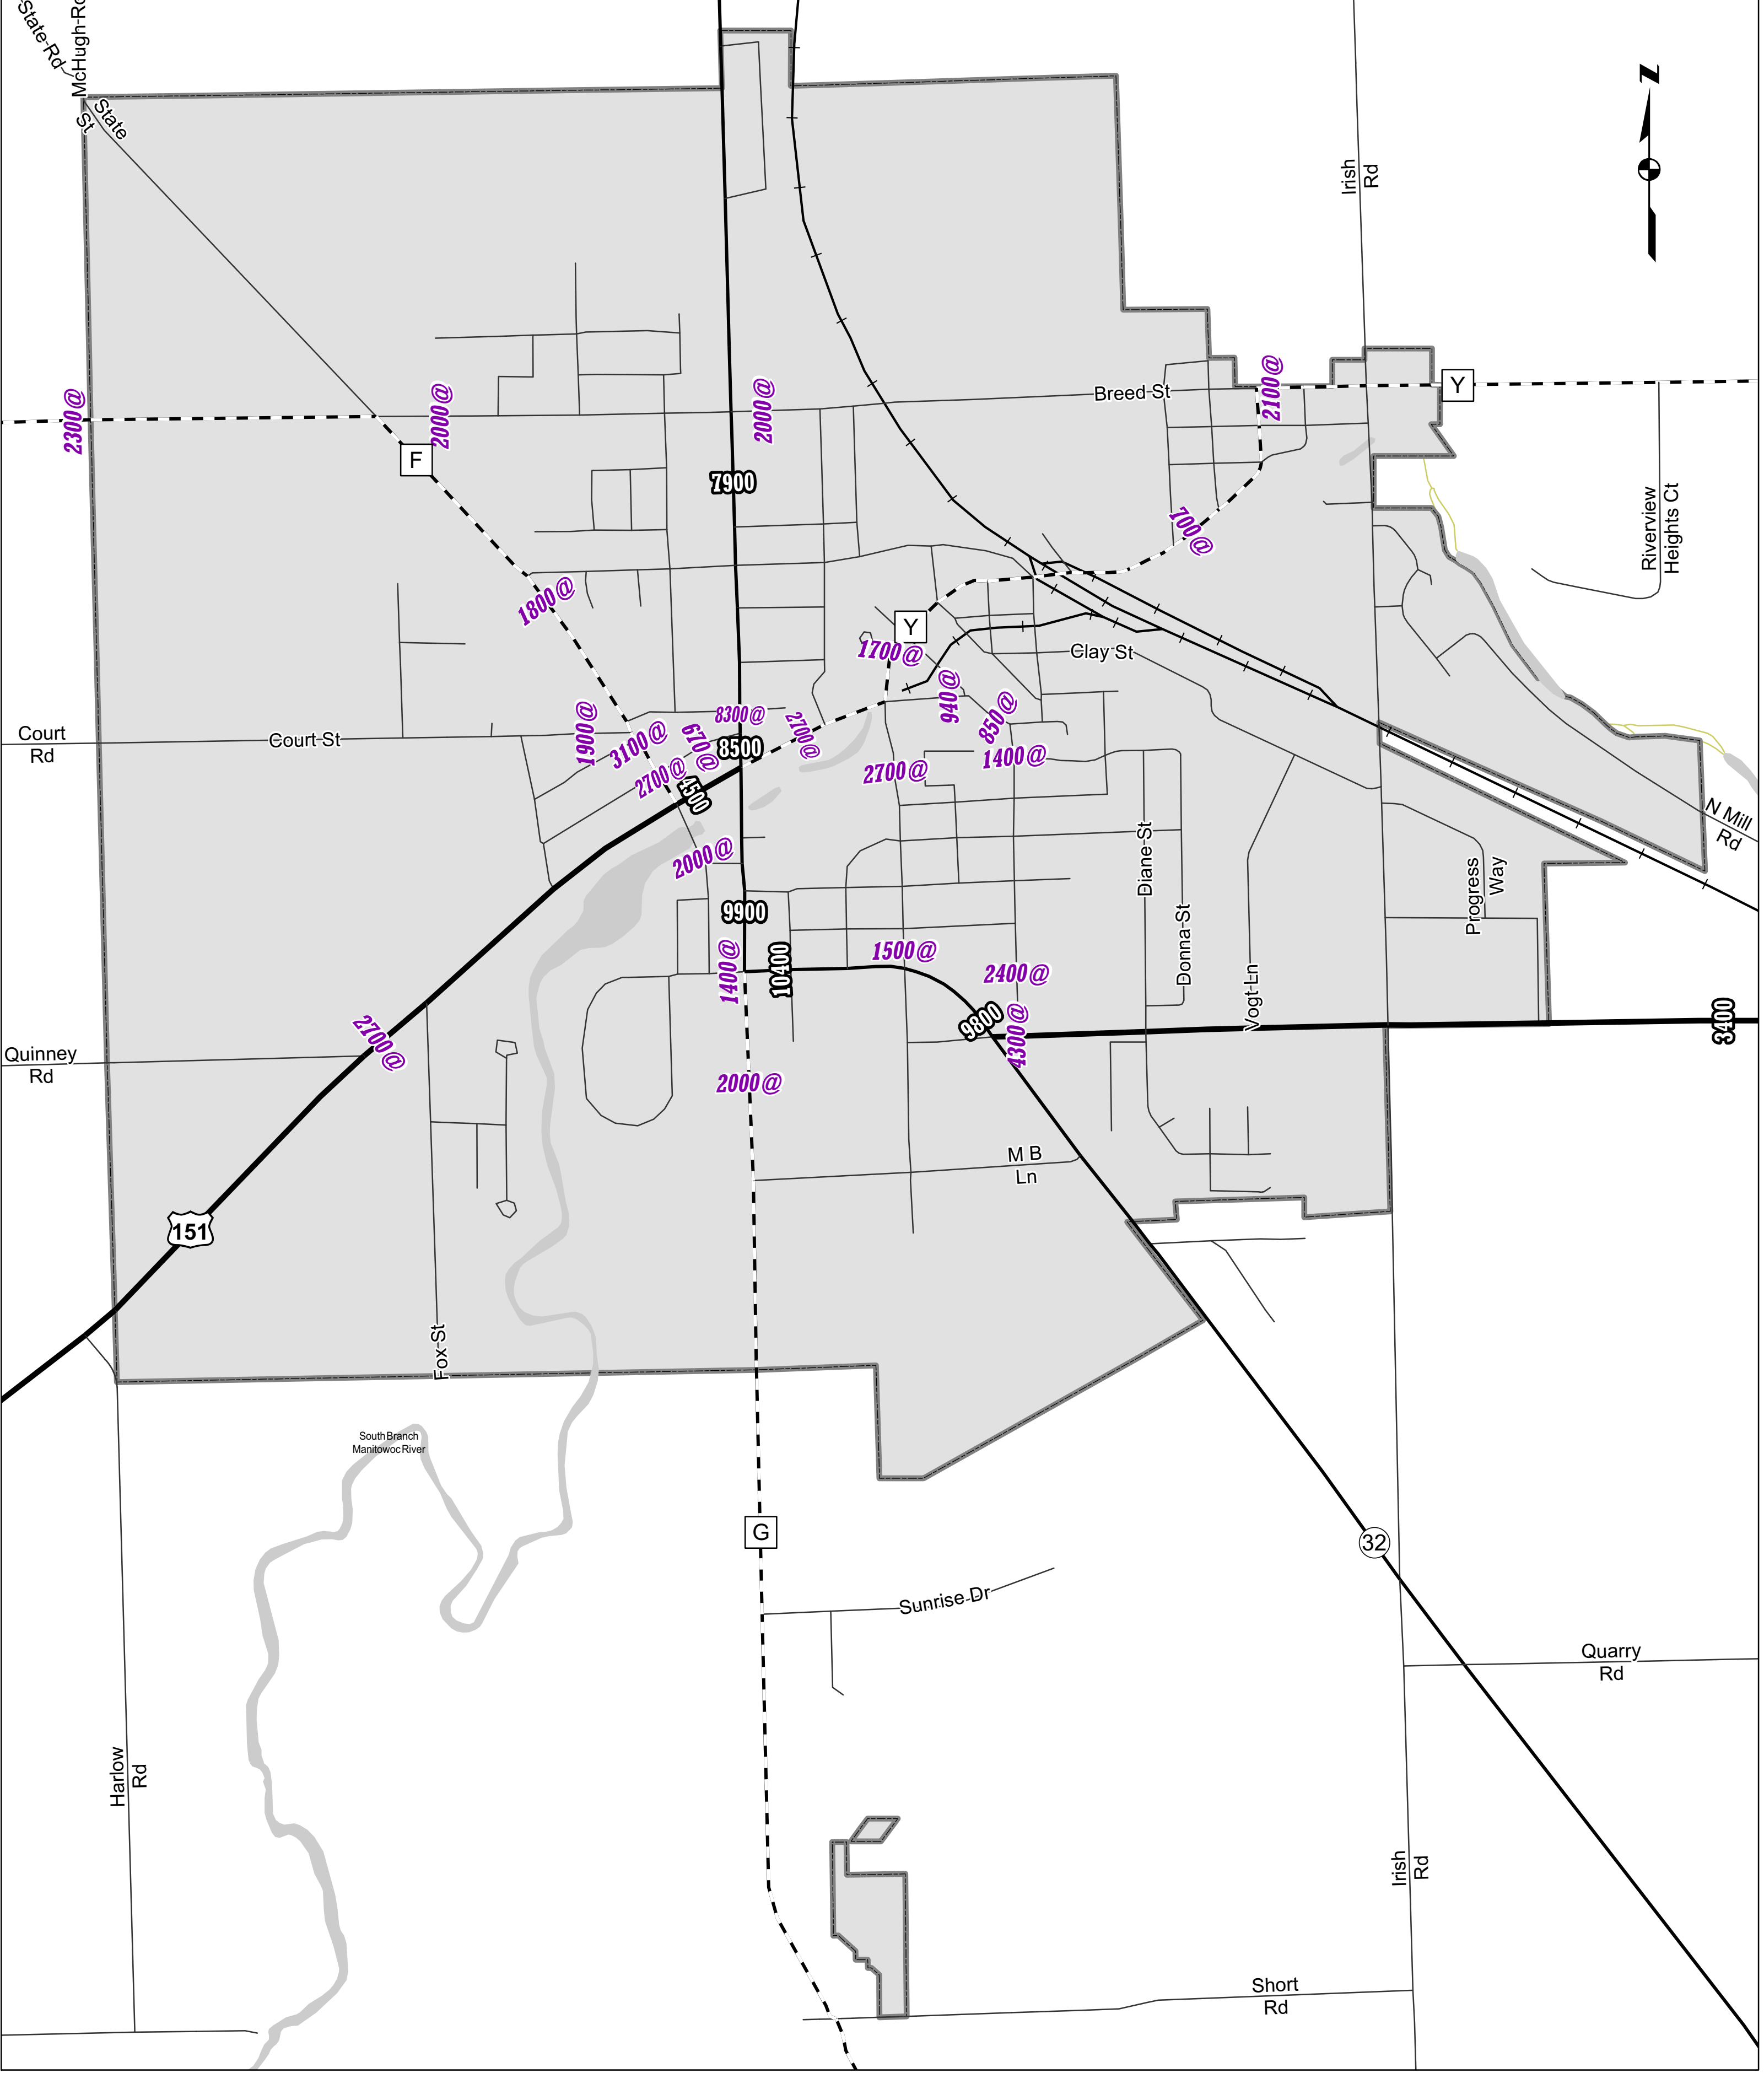 State Rd
McHugh Rd
State
St
N
Irish
Rd
2300@
2000@
2000@
Breed St
2100@
Y
F
7900
Riverview
Heights Ct
700@
1800@
Y
1700@
Clay St
940@
850@
Court
Rd
Court St
1900@
3100@
670@
8300@
2700@
8500
2700@
4500
2700@
1400@
N Mill
Rd
2000@
Diane St
Progress
Way
9900
Donna St
1400@
10400
1500@
2400@
Vogt Ln
9800
4300@
3400
Quinney
Rd
2700@
2000@
M B
Ln
151
Fox St
South Branch
Manitowoc River
G
32
Sunrise Dr
Quarry
Rd
Harlow
Rd
Irish
Rd
Short
Rd